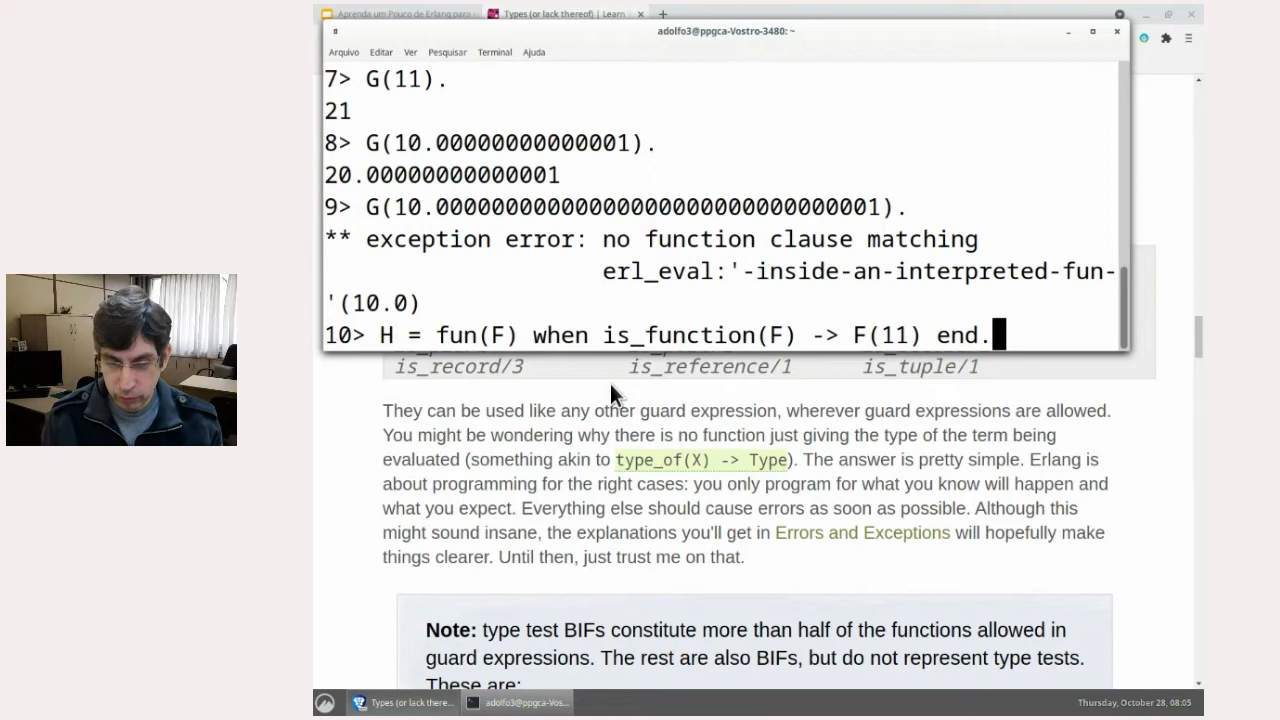 Aprenda um Pouco de Erlang para
Types (or lack thereof) | Learn
adolfo3@ppgca-Vostro-3480: ~
Arquivo Editar Ver Pesquisar Terminal Ajuda
7> G(11).
21
8> G(10.00000000000001).
20.00000000000001
9> G(10.00000000000000000000000000000001).
** exception error: no function clause matching
erl_eval:'-inside-an-interpreted-fun-
'(10.0)
10> H = fun(F) when is_function(F) -> F(11) end.
is_record/3 is_reference/1 is_tuple/1
They can be used like any other guard expression, wherever guard expressions are allowed.
You might be wondering why there is no function just giving the type of the term being
evaluated (something akin to type_of(X) -> Type). The answer is pretty simple. Erlang is
about programming for the right cases: you only program for what you know will happen and
what you expect. Everything else should cause errors as soon as possible. Although this
might sound insane, the explanations you'll get in Errors and Exceptions will hopefully make
things clearer. Until then, just trust me on that.
Note: type test BIFs constitute more than half of the functions allowed in
guard expressions. The rest are also BIFs, but do not represent type tests.
These are:
Types (or lack there... adolfo3@ppgca-Vos... Thursday, October 28, 08:05